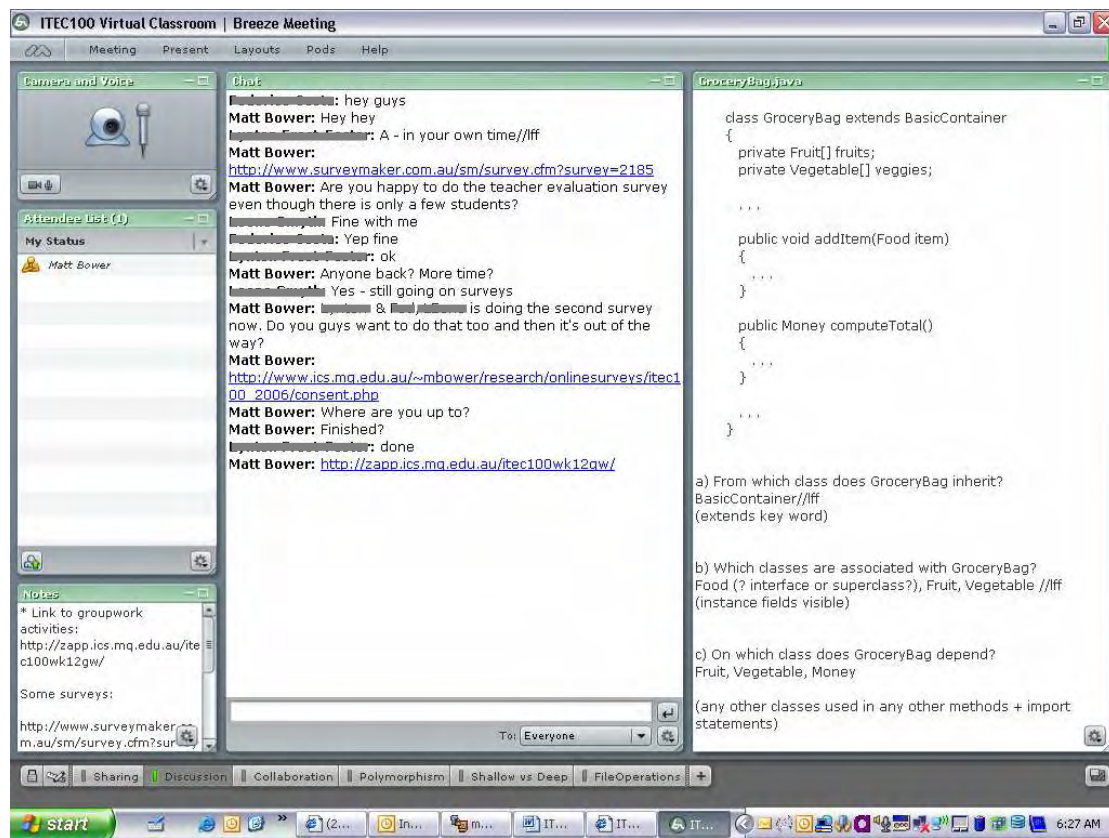 ITEC100 Virtual Classroom | Breeze Meeting
Meeting Present Layouts Pods Help
Camera and Voice
Attendee List (1)
My Status
Matt Bower
Notes
* Link to groupwork
activities:
http://zapp.ics.mq.edu.au/ite
c100wk12gw/
Some surveys:
http://www.surveymaker.co
m.au/sm/survey.cfm?sur
Chat
: hey guys
Matt Bower: Hey hey
: A - in your own time//lff
Matt Bower:
http://www.surveymaker.com.au/sm/survey.cfm?survey=2185
Matt Bower: Are you happy to do the teacher evaluation survey
even though there is only a few students?
Fine with me
: Yep fine
: ok
Matt Bower: Anyone back? More time?
Yes - still going on surveys
Matt Bower: & is doing the second survey
now. Do you guys want to do that too and then it's out of the
way?
Matt Bower:
http://www.ics.mq.edu.au/~mbower/research/onlinesurveys/itec1
00_2006/consent.php
Matt Bower: Where are you up to?
Matt Bower: Finished?
: done
Matt Bower: http://zapp.ics.mq.edu.au/itec100wk12gw/
To: Everyone
GroceryBag.java
class GroceryBag extends BasicContainer
{
private Fruit[] fruits;
private Vegetable[] veggies;
. . .
public void addItem(Food item)
{
. . .
}
public Money computeTotal()
{
. . .
}
. . .
}
a) From which class does GroceryBag inherit?
BasicContainer//lff
(extends key word)
b) Which classes are associated with GroceryBag?
Food (? interface or superclass?), Fruit, Vegetable //lff
(instance fields visible)
c) On which class does GroceryBag depend?
Fruit, Vegetable, Money
(any other classes used in any other methods + import
statements)
Sharing Discussion Collaboration Polymorphism Shallow vs Deep FileOperations +
start » (2... In... m... IT... IT... IT... 6:27 AM